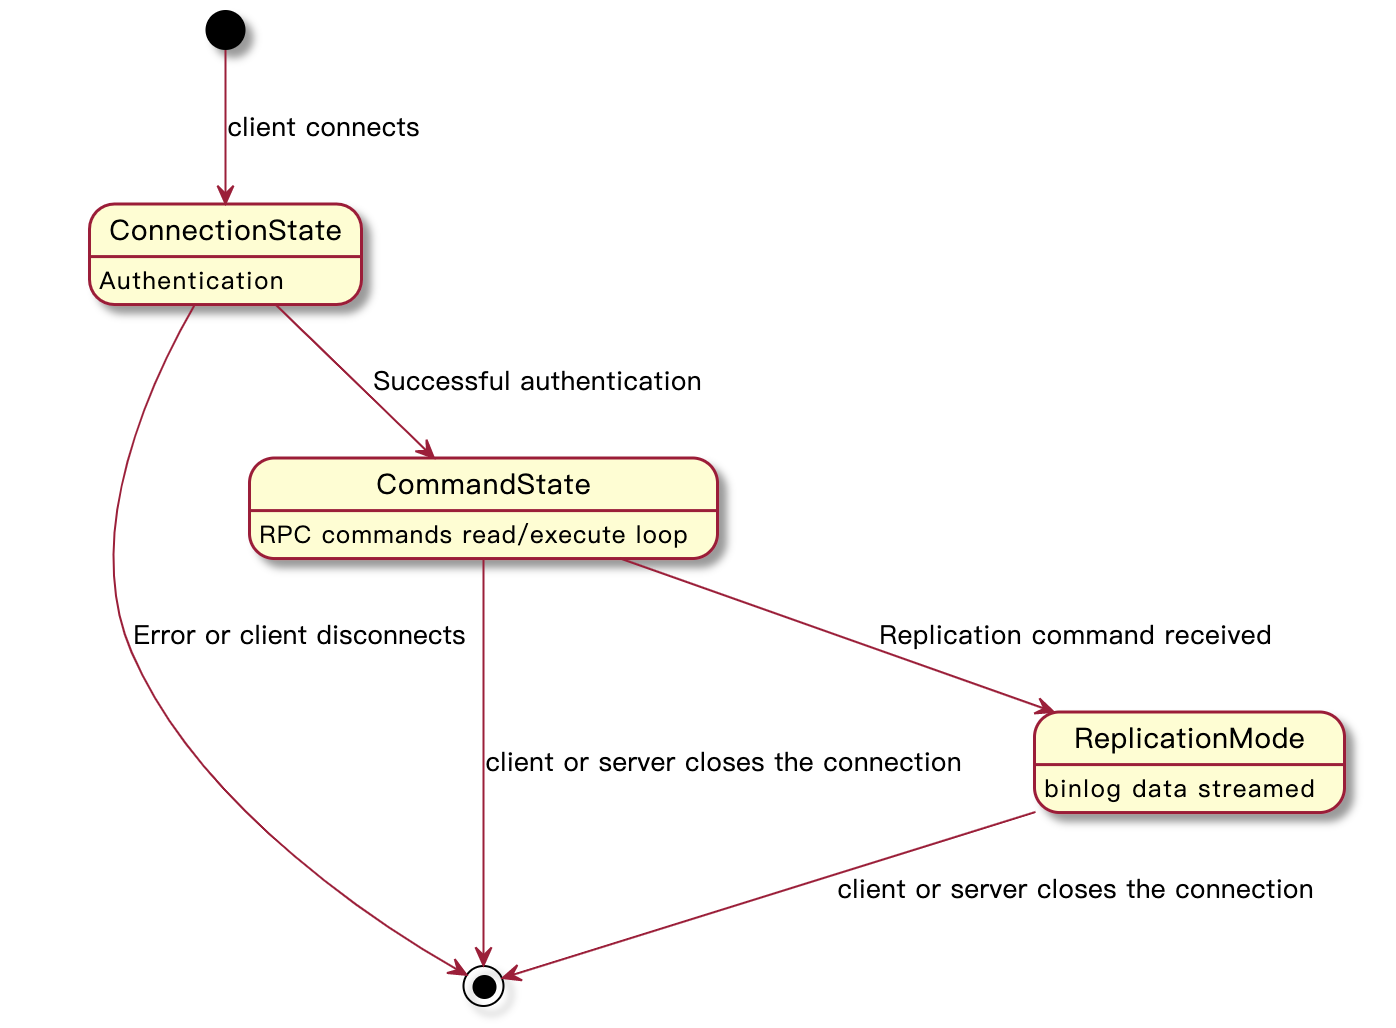 client connects
ConnectionState
Authentication
Successful authentication
CommandState
RPC commands read/execute loop
Error or client disconnects
Replication command received
client or server closes the connection
ReplicationMode
binlog data streamed
client or server closes the connection